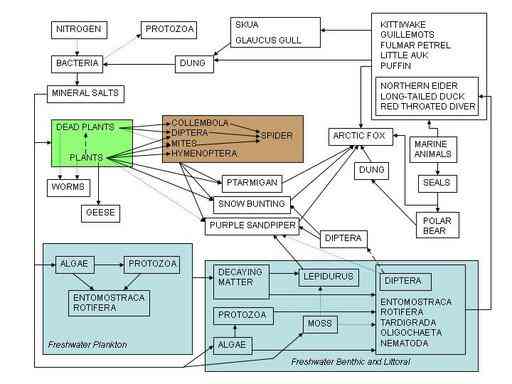 NITROGEN
PROTOZOA
SKUA
GLAUCUS GULL
KITTIWAKE
GUILLEMOTS
FULMAR PETREL
LITTLE AUK
PUFFIN
BACTERIA
DUNG
NORTHERN EIDER
LONG-TAILED DUCK
RED THROATED DIVER
MINERAL SALTS
DEAD PLANTS
COLLEMBOLA
DIPTERA
MITES
HYMENOPTERA
SPIDER
ARCTIC FOX
MARINE
ANIMALS
PLANTS
WORMS
PTARMIGAN
DUNG
SEALS
GEESE
SNOW BUNTING
PURPLE SANDPIPER
POLAR
BEAR
DIPTERA
ALGAE
PROTOZOA
ENTOMOSTRACA
ROTIFERA
Freshwater Plankton
DECAYING
MATTER
LEPIDURUS
DIPTERA
PROTOZOA
MOSS
ENTOMOSTRACA
ROTIFERA
TARDIGRADA
OLIGOCHAETA
NEMATODA
ALGAE
Freshwater Benthic and Littoral